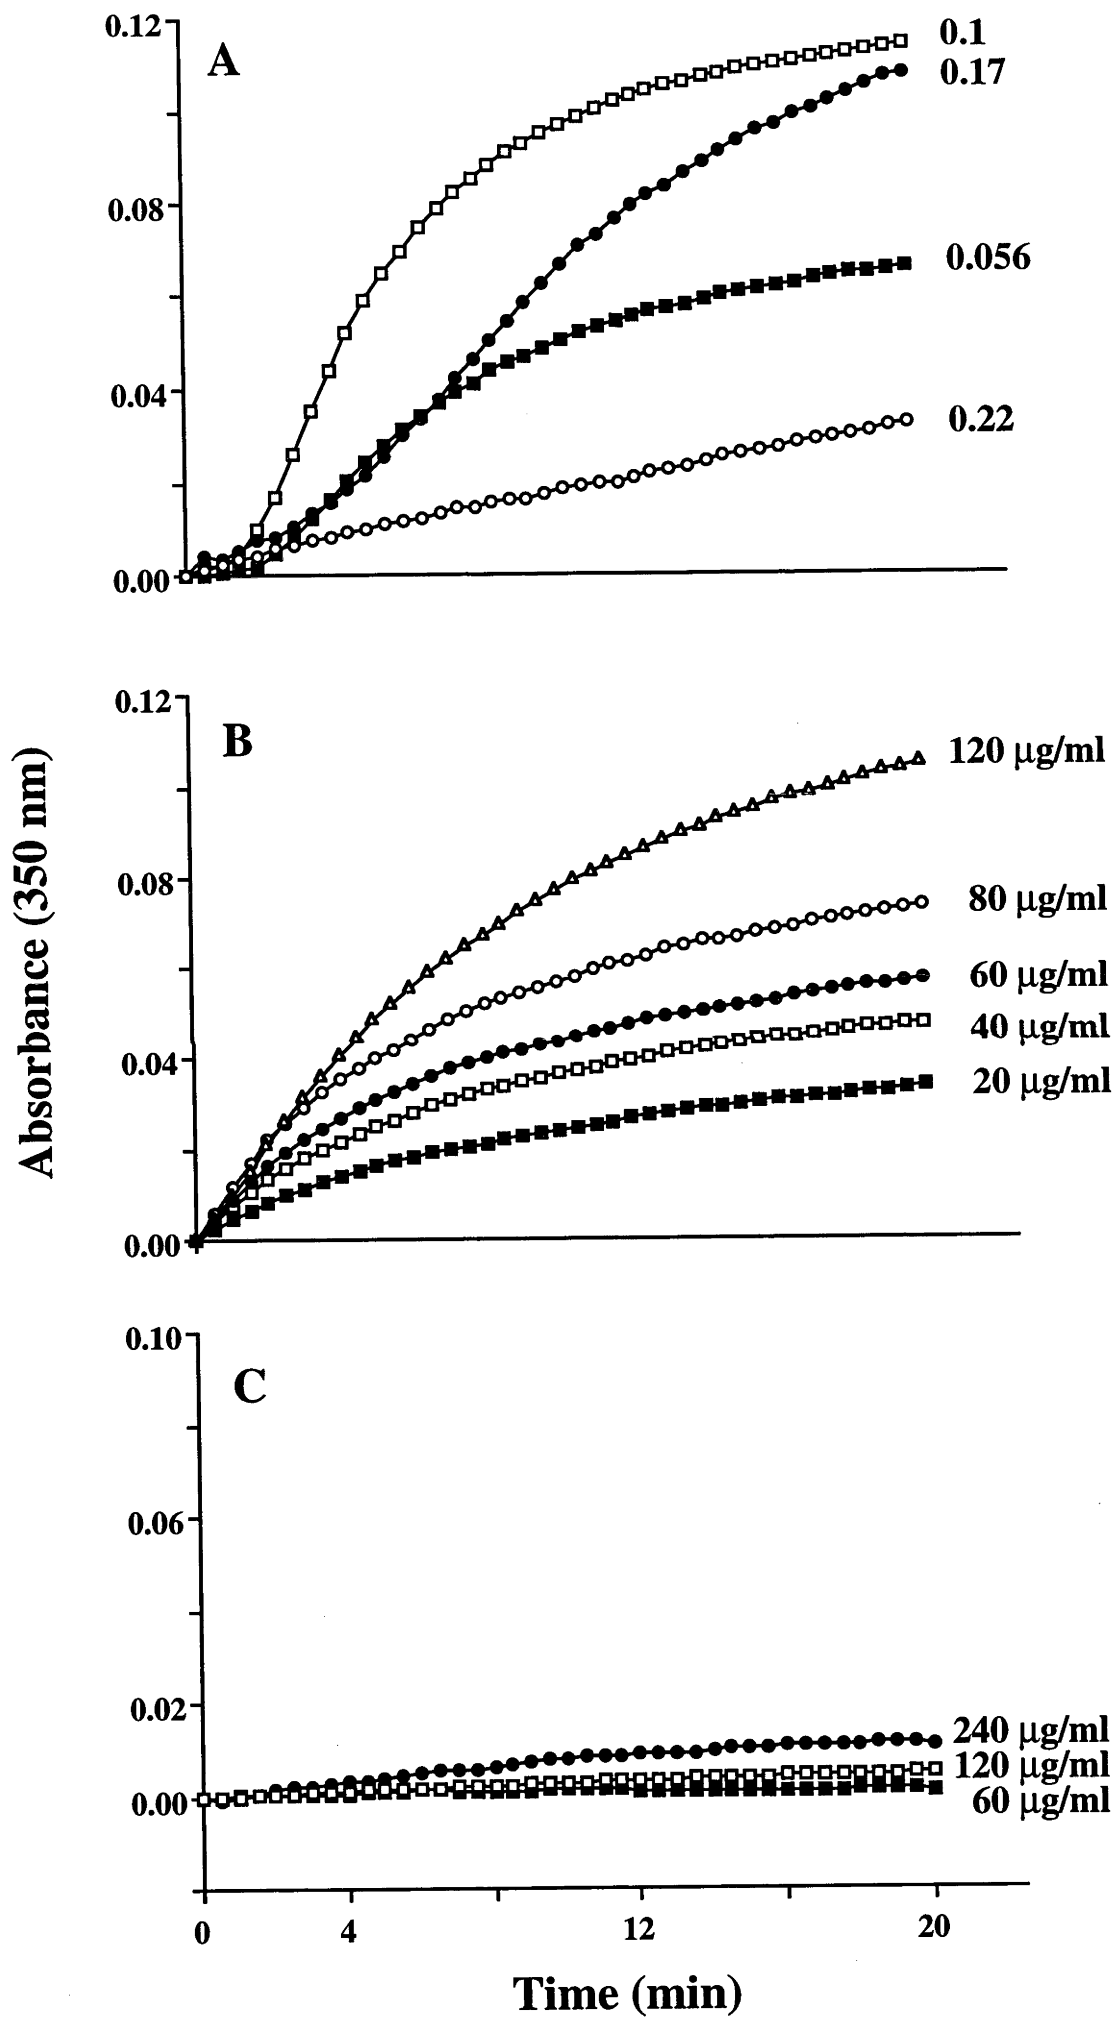 0.12
A
0.1
0.17
0.08
0.056
0.04
0.22
0.00
0.12
B
120 µg/ml
0.08
80 µg/ml
60 µg/ml
40 µg/ml
0.04
20 µg/ml
0.00
Absorbance (350 nm)
0.10
C
0.06
0.02
240 µg/ml
120 µg/ml
0.00
60 µg/ml
0 4 12 20
Time (min)